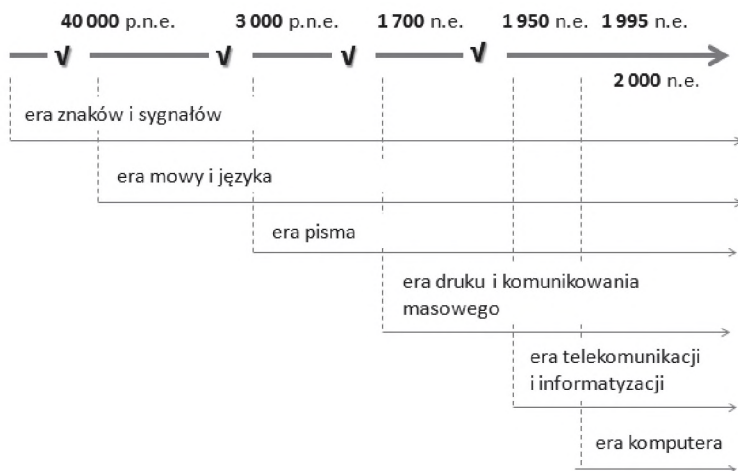 40 000 p.n.e. 3 000 p.n.e. 1 700 n.e. 1 950 n.e. 1 995 n.e.
√ √ √ √
2 000 n.e.
era znaków i sygnałów
era mowy i języka
era pisma
era druku i komunikowania
masowego
era telekomunikacji
i informatyzacji
era komputera